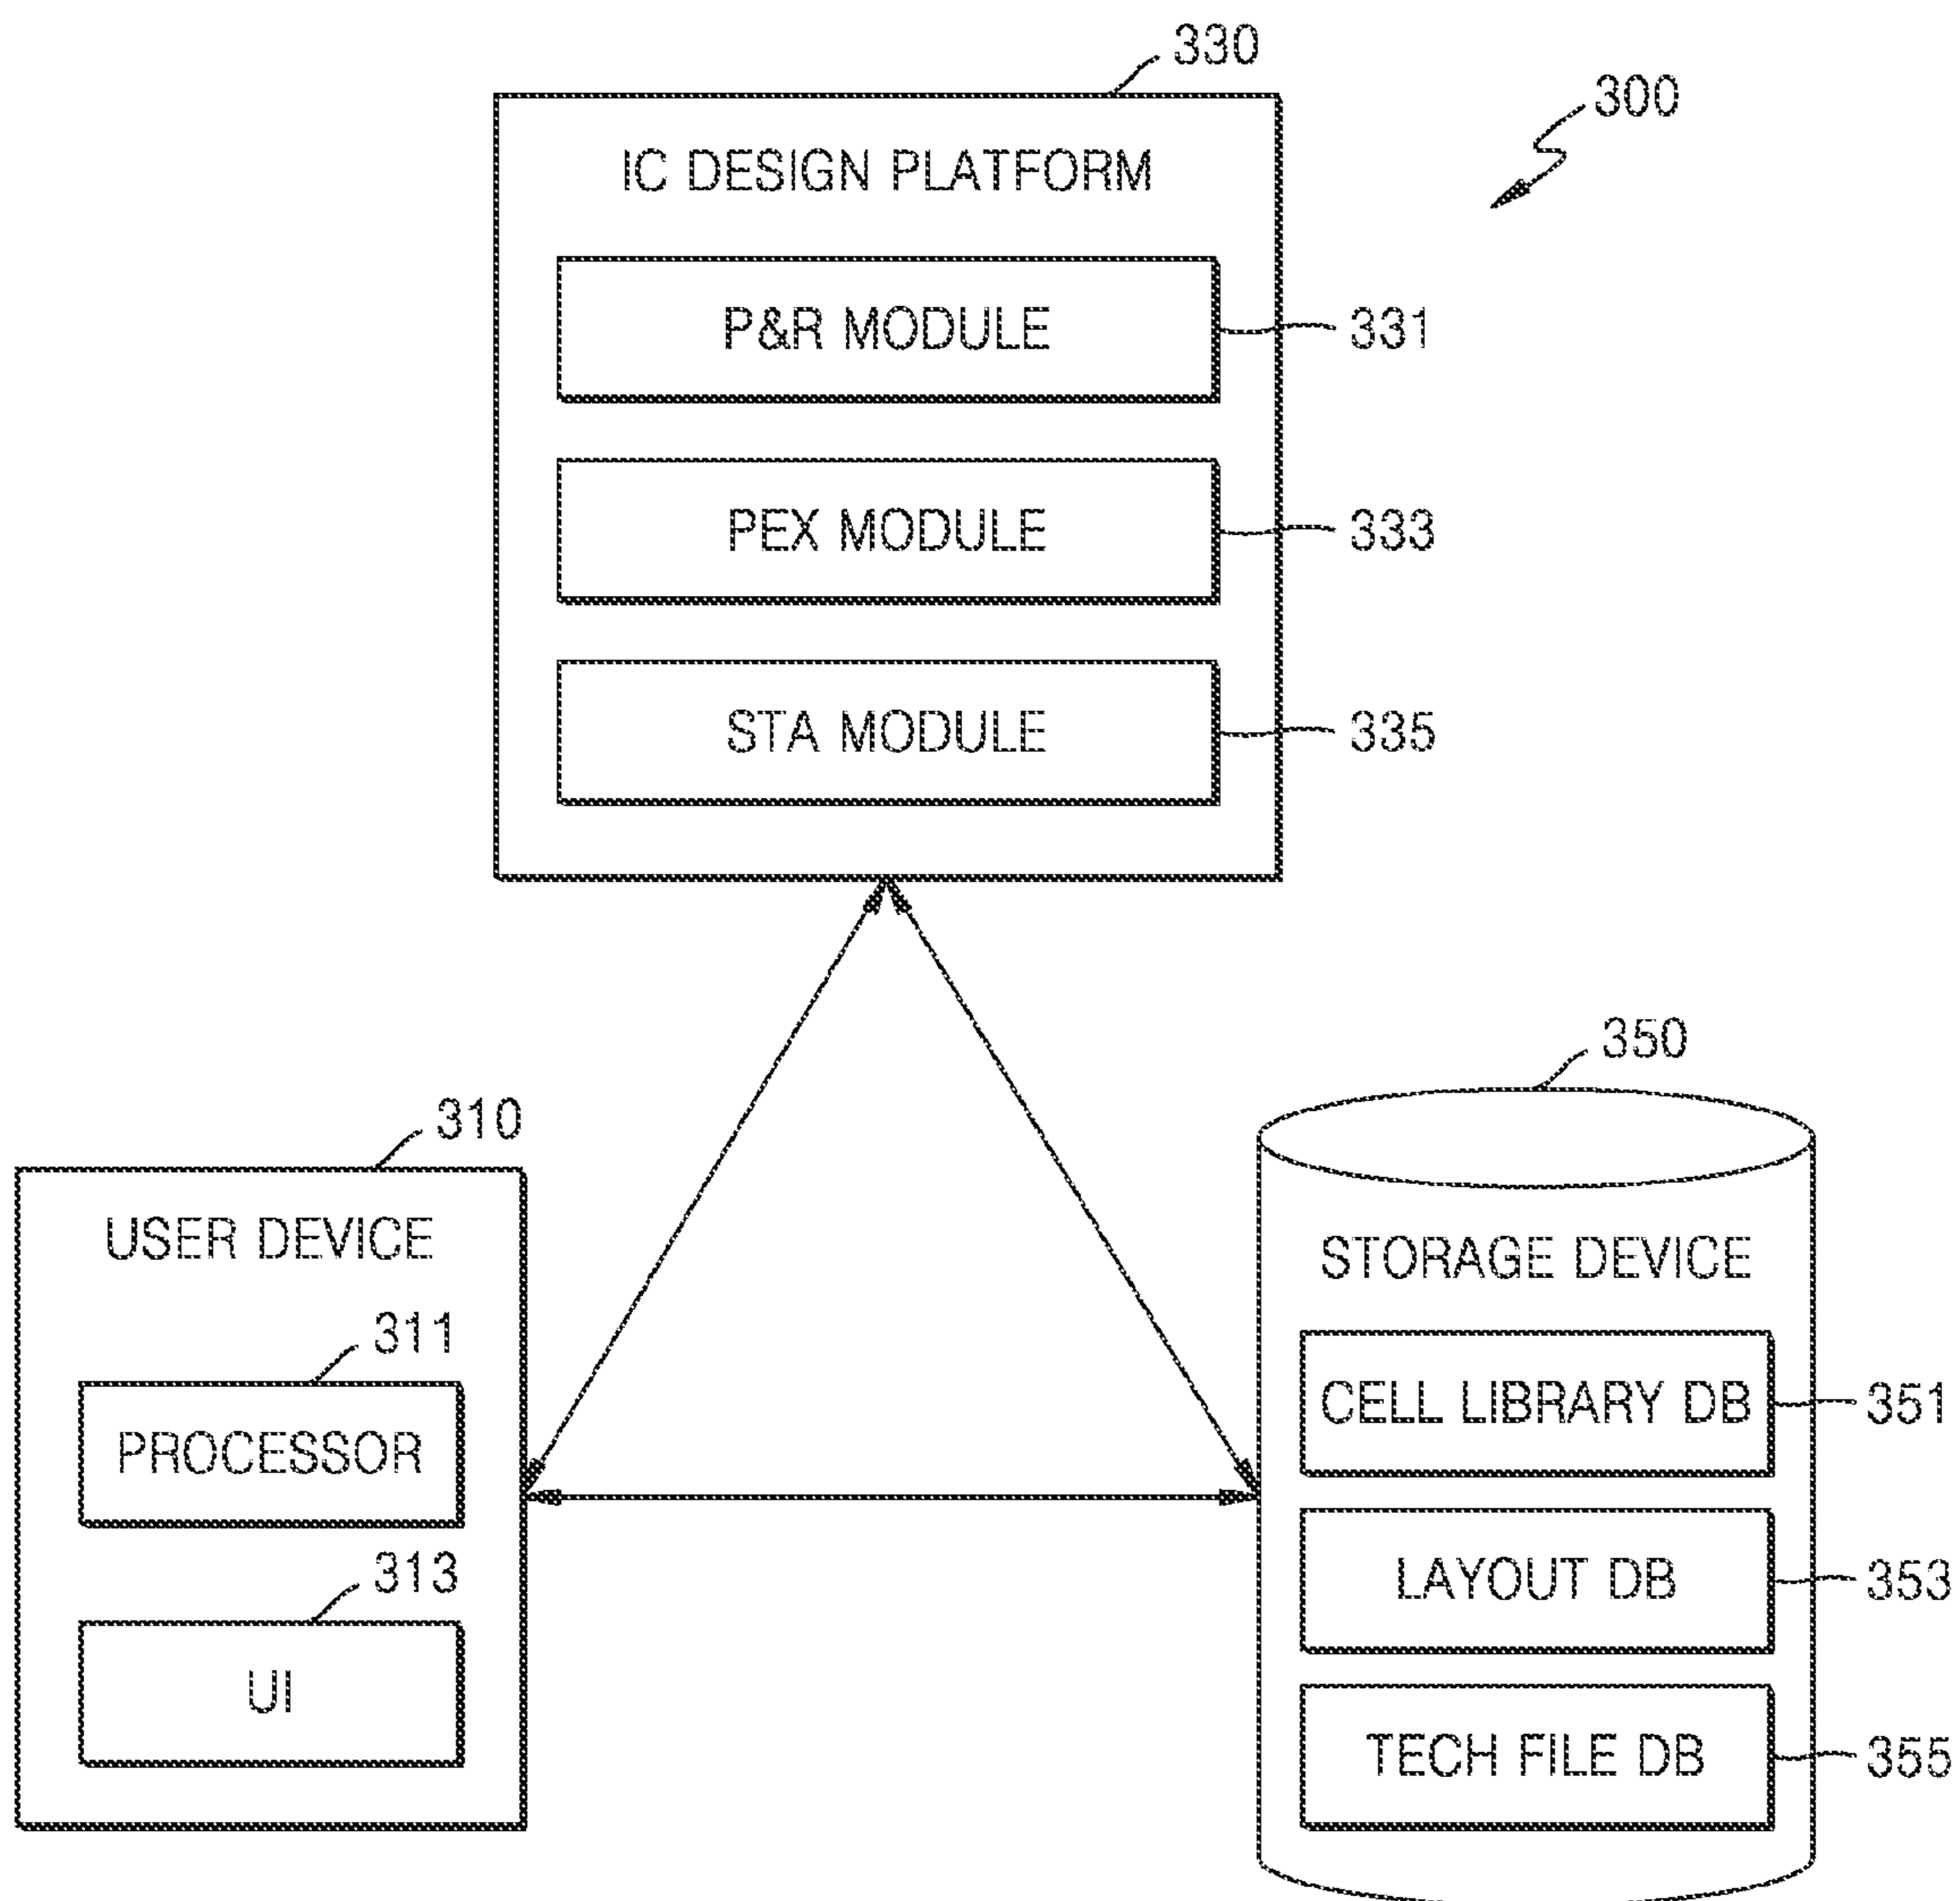 330
300
IC DESIGN PLATFORM
P&R MODULE
331
PEX MODULE
333
STA MODULE
335
350
310
USER DEVICE
STORAGE DEVICE
311
CELL LIBRARY DB
351
PROCESSOR
313
LAYOUT DB
353
UI
TECH FILE DB
355